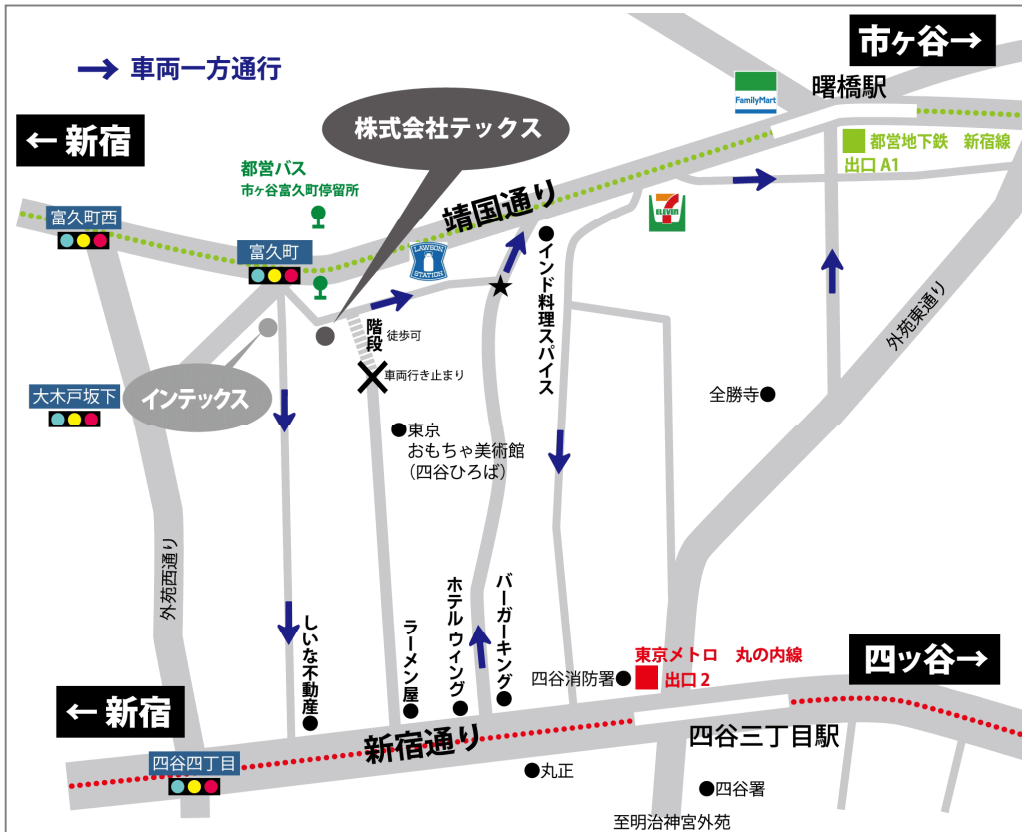 市ヶ谷→
車両一方通行
曙橋駅
FamilyMart
株式会社テックス
← 新宿
都営地下鉄　新宿線
出口 A1
都営バス
市ヶ谷富久町停留所
靖国通り
7
ELEVEN
富久町西
富久町
LAWSON
STATION
インド料理スパイス
階段
徒歩可
外苑東通り
車両行き止まり
大木戸坂下
インテックス
全勝寺
東京
おもちゃ美術館
（四谷ひろば）
外苑西通り
しいな不動産
ラーメン屋
ホテル ウィング
バーガーキング
東京メトロ　丸の内線
出口 2
四谷消防署
四ッ谷→
← 新宿
新宿通り
四谷三丁目駅
四谷四丁目
丸正
四谷署
至明治神宮外苑